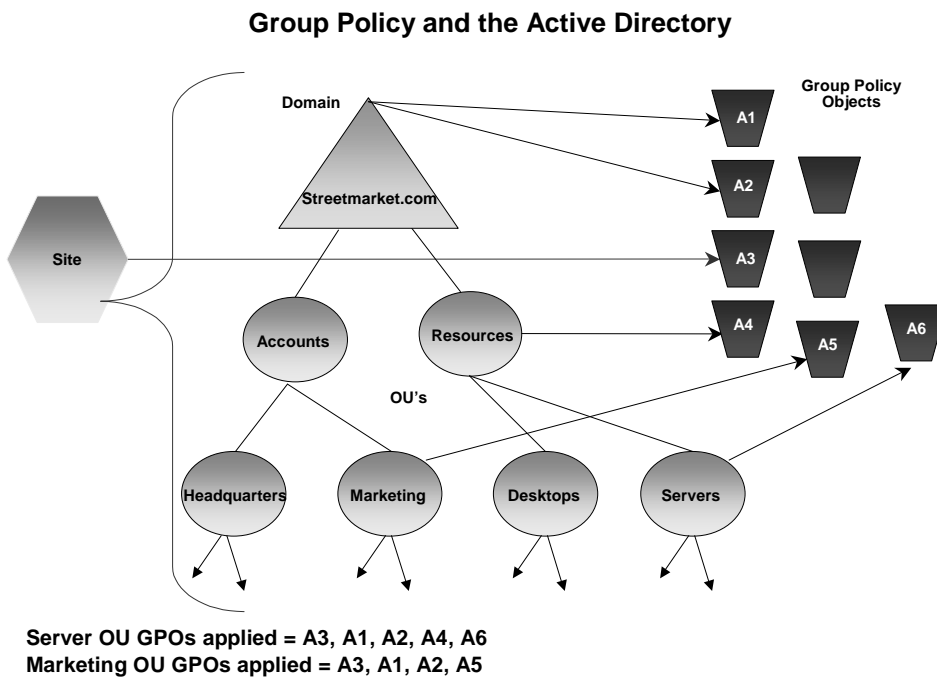 Group Policy and the Active Directory
Domain
Group Policy
Objects
A1
A2
Streetmarket.com
Site
A3
Accounts
Resources
A4
A5
A6
OU's
Headquarters
Marketing
Desktops
Servers
Server OU GPOs applied = A3, A1, A2, A4, A6
Marketing OU GPOs applied = A3, A1, A2, A5